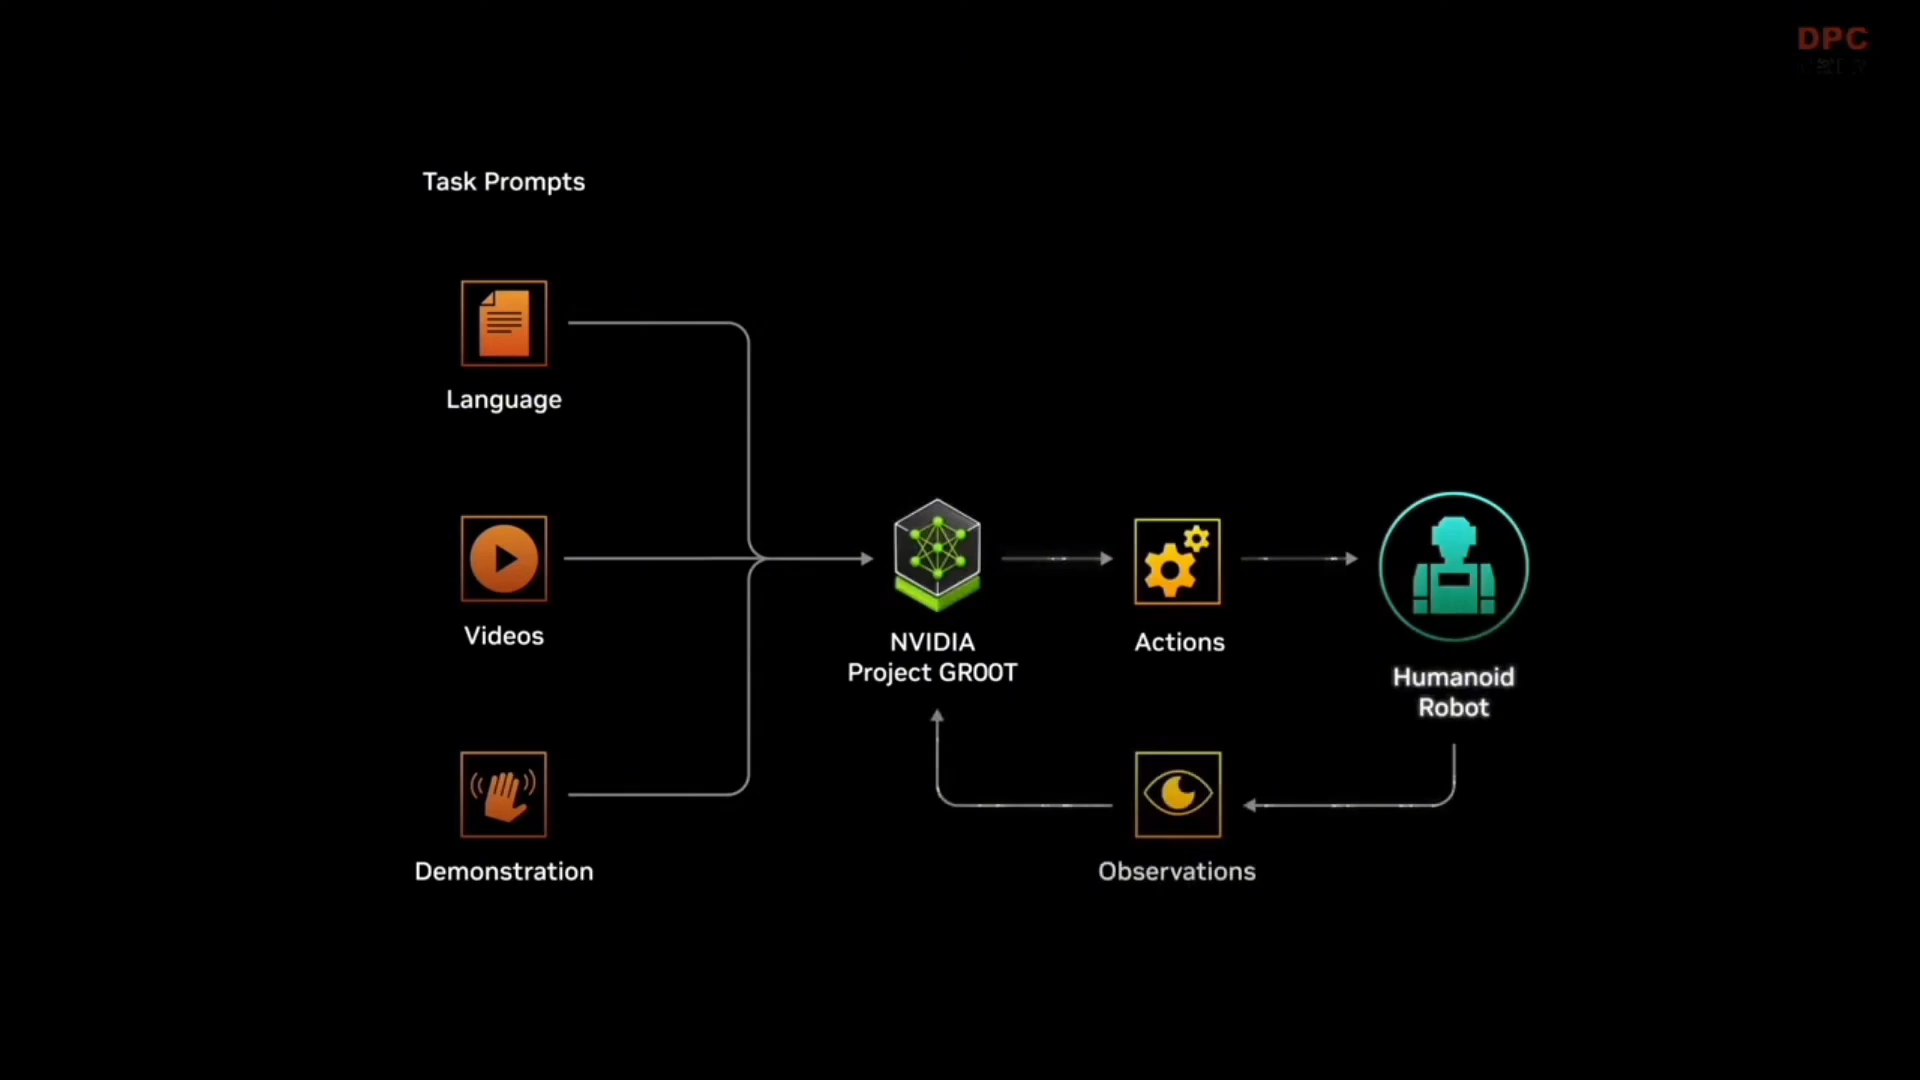 DPC
Task Prompts
Language
Videos
Demonstration
NVIDIA
Project GR00T
Actions
Humanoid
Robot
Observations